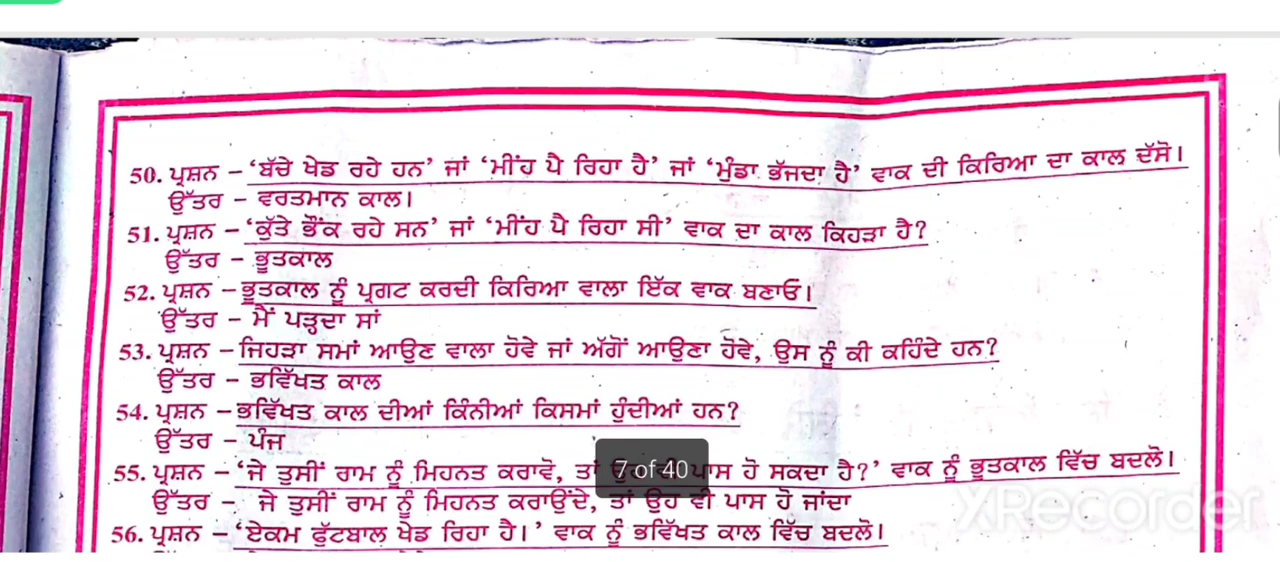 50. ਪ੍ਰਸ਼ਨ – ‘ਬੱਚੇ ਖੇਡ ਰਹੇ ਹਨ’ ਜਾਂ ‘ਮੀਂਹ ਪੈ ਰਿਹਾ ਹੈ’ ਜਾਂ ‘ਮੁੰਡਾ ਭੱਜਦਾ ਹੈ’ ਵਾਕ ਦੀ ਕਿਰਿਆ ਦਾ ਕਾਲ ਦੱਸੋ।
ਉੱਤਰ – ਵਰਤਮਾਨ ਕਾਲ।
51. ਪ੍ਰਸ਼ਨ – ‘ਕੁੱਤੇ ਭੌਂਕ ਰਹੇ ਸਨ’ ਜਾਂ ‘ਮੀਂਹ ਪੈ ਰਿਹਾ ਸੀ’ ਵਾਕ ਦਾ ਕਾਲ ਕਿਹੜਾ ਹੈ?
ਉੱਤਰ – ਭੂਤਕਾਲ
52. ਪ੍ਰਸ਼ਨ – ਭੂਤਕਾਲ ਨੂੰ ਪ੍ਰਗਟ ਕਰਦੀ ਕਿਰਿਆ ਵਾਲਾ ਇੱਕ ਵਾਕ ਬਣਾਓ।
ਉੱਤਰ – ਮੈਂ ਪੜ੍ਹਦਾ ਸਾਂ
53. ਪ੍ਰਸ਼ਨ – ਜਿਹੜਾ ਸਮਾਂ ਆਉਣ ਵਾਲਾ ਹੋਵੇ ਜਾਂ ਅੱਗੋਂ ਆਉਣਾ ਹੋਵੇ, ਉਸ ਨੂੰ ਕੀ ਕਹਿੰਦੇ ਹਨ?
ਉੱਤਰ – ਭਵਿੱਖਤ ਕਾਲ
54. ਪ੍ਰਸ਼ਨ – ਭਵਿੱਖਤ ਕਾਲ ਦੀਆਂ ਕਿੰਨੀਆਂ ਕਿਸਮਾਂ ਹੁੰਦੀਆਂ ਹਨ?
ਉੱਤਰ – ਪੰਜ
55. ਪ੍ਰਸ਼ਨ – ‘ਜੇ ਤੁਸੀਂ ਰਾਮ ਨੂੰ ਮਿਹਨਤ ਕਰਾਵੋ, ਤਾਂ 7 of 40 ਪਾਸ ਹੋ ਸਕਦਾ ਹੈ?’ ਵਾਕ ਨੂੰ ਭੂਤਕਾਲ ਵਿੱਚ ਬਦਲੋ।
ਉੱਤਰ – ਜੇ ਤੁਸੀਂ ਰਾਮ ਨੂੰ ਮਿਹਨਤ ਕਰਾਉਂਦੇ, ਤਾਂ ਉਹ ਵੀ ਪਾਸ ਹੋ ਜਾਂਦਾ
XRecorder
56. ਪ੍ਰਸ਼ਨ – ‘ਏਕਮ ਫੁੱਟਬਾਲ ਖੇਡ ਰਿਹਾ ਹੈ।’ ਵਾਕ ਨੂੰ ਭਵਿੱਖਤ ਕਾਲ ਵਿੱਚ ਬਦਲੋ।